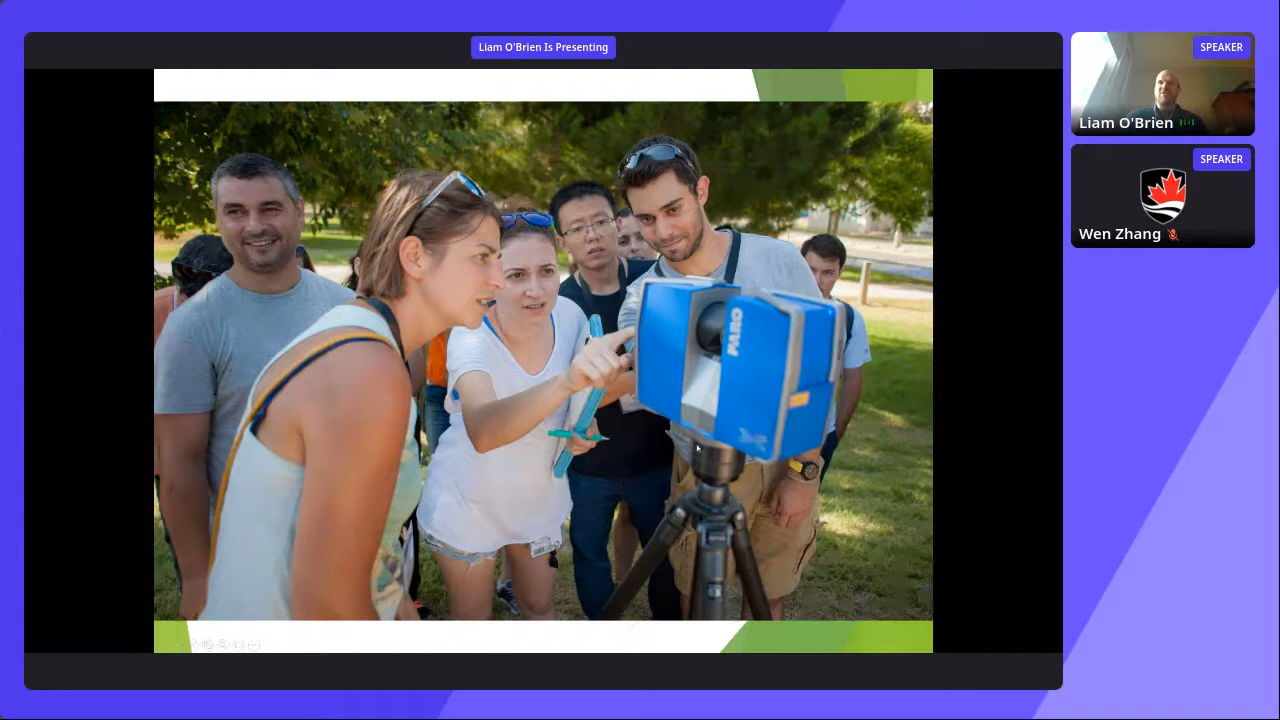 Liam O'Brien Is Presenting
SPEAKER
Liam O'Brien
SPEAKER
Wen Zhang
FARO